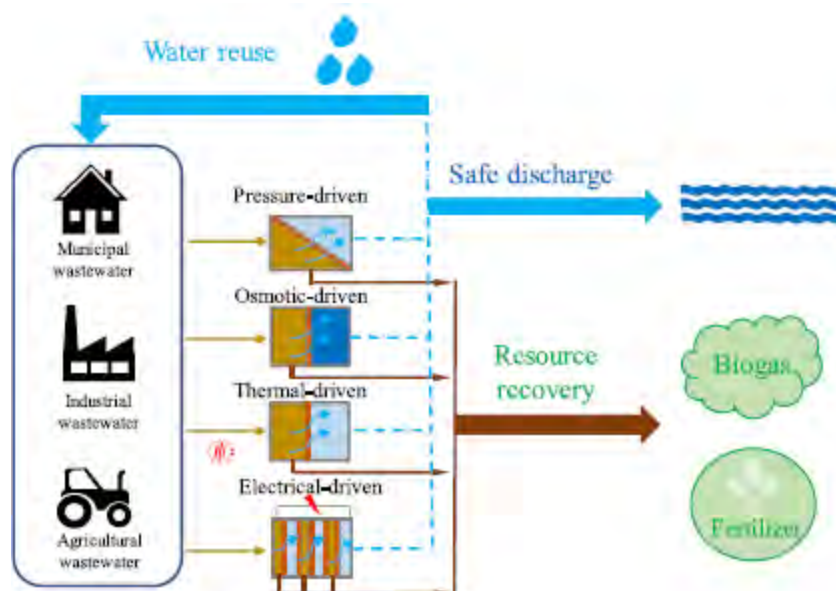 Water reuse
Safe discharge
Pressure-driven
Municipal
wastewater
Osmotic-driven
Industrial
wastewater
Thermal-driven
Resource
recovery
Biogas
Electrical-driven
Agricultural
wastewater
Fertilizer